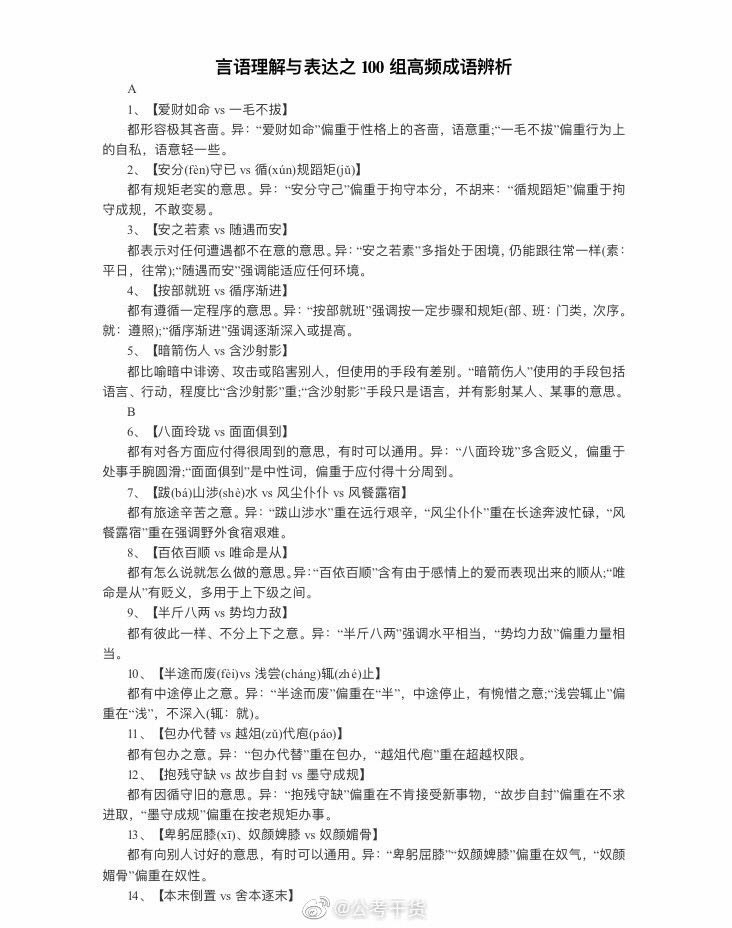 言语理解与表达之 100 组高频成语辨析
A
1、【爱财如命 vs 一毛不拔】
都形容极其吝啬。异：“爱财如命”偏重于性格上的吝啬，语意重;“一毛不拔”偏重行为上
的自私，语意轻一些。
2、【安分(fèn)守已 vs 循(xún)规蹈矩(jǔ)】
都有规矩老实的意思。异：“安分守己”偏重于拘守本分，不胡来：“循规蹈矩”偏重于拘
守成规，不敢变易。
3、【安之若素 vs 随遇而安】
都表示对任何遭遇都不在意的意思。异：“安之若素”多指处于困境，仍能跟往常一样(素：
平日，往常);“随遇而安”强调能适应任何环境。
4、【按部就班 vs 循序渐进】
都有遵循一定程序的意思。异：“按部就班”强调按一定步骤和规矩(部、班：门类，次序。
就：遵照);“循序渐进”强调逐渐深入或提高。
5、【暗箭伤人 vs 含沙射影】
都比喻暗中诽谤、攻击或陷害别人，但使用的手段有差别。“暗箭伤人”使用的手段包括
语言、行动，程度比“含沙射影”重;“含沙射影”手段只是语言，并有影射某人、某事的意思。
B
6、【八面玲珑 vs 面面俱到】
都有对各方面应付得很周到的意思，有时可以通用。异：“八面玲珑”多含贬义，偏重于
处事手腕圆滑;“面面俱到”是中性词，偏重于应付得十分周到。
7、【跋(bá)山涉(shè)水 vs 风尘仆仆 vs 风餐露宿】
都有旅途辛苦之意。异：“跋山涉水”重在远行艰辛，“风尘仆仆”重在长途奔波忙碌，“风
餐露宿”重在强调野外食宿艰难。
8、【百依百顺 vs 唯命是从】
都有怎么说就怎么做的意思。异：“百依百顺”含有由于感情上的爱而表现出来的顺从;“唯
命是从”有贬义，多用于上下级之间。
9、【半斤八两 vs 势均力敌】
都有彼此一样、不分上下之意。异：“半斤八两”强调水平相当，“势均力敌”偏重力量相
当。
10、【半途而废(fèi)vs 浅尝(cháng)辄(zhé)止】
都有中途停止之意。异：“半途而废”偏重在“半”，中途停止，有惋惜之意;“浅尝辄止”偏
重在“浅”，不深入(辄：就)。
11、【包办代替 vs 越俎(zǔ)代庖(páo)】
都有包办之意。异：“包办代替”重在包办，“越俎代庖”重在超越权限。
12、【抱残守缺 vs 故步自封 vs 墨守成规】
都有因循守旧的意思。异：“抱残守缺”偏重在不肯接受新事物，“故步自封”偏重在不求
进取，“墨守成规”偏重在按老规矩办事。
13、【卑躬屈膝(xī)、奴颜婢膝 vs 奴颜媚骨】
都有向别人讨好的意思，有时可以通用。异：“卑躬屈膝”“奴颜婢膝”偏重在奴气，“奴颜
媚骨”偏重在奴性。
14、【本末倒置 vs 舍本逐末】
@公考干货